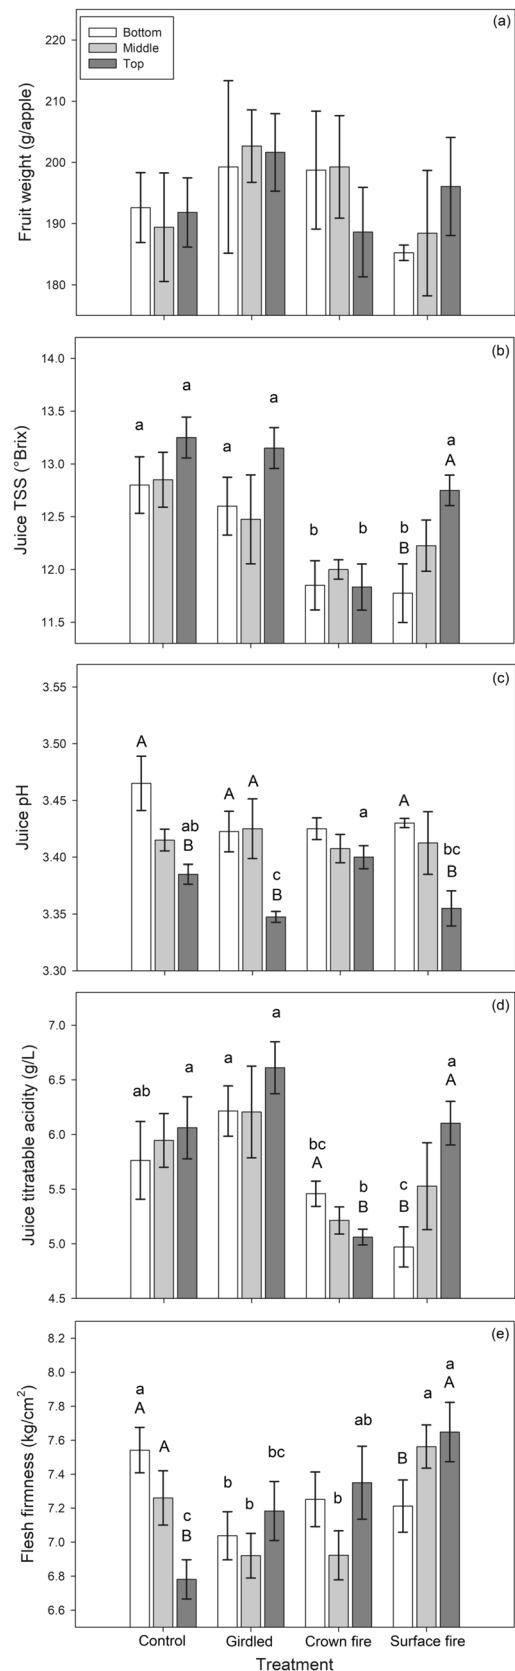 (a)
Bottom
Middle
Top
Fruit weight (g/apple)
220
210
200
190
180
(b)
Juice TSS (°Brix)
14.0
13.5
13.0
12.5
12.0
11.5
a
a
a
a
b
b
b
B
a
A
(c)
Juice pH
3.55
3.50
3.45
3.40
3.35
3.30
A
ab
B
A
A
c
B
a
A
bc
B
(d)
Juice titratable acidity (g/L)
7.0
6.5
6.0
5.5
5.0
4.5
ab
a
a
a
bc
A
b
B
c
B
a
A
(e)
Flesh firmness (kg/cm²)
8.2
8.0
7.8
7.6
7.4
7.2
7.0
6.8
6.6
a
A
A
c
B
b
b
bc
b
ab
B
a
a
A
Control
Girdled
Crown fire
Surface fire
Treatment